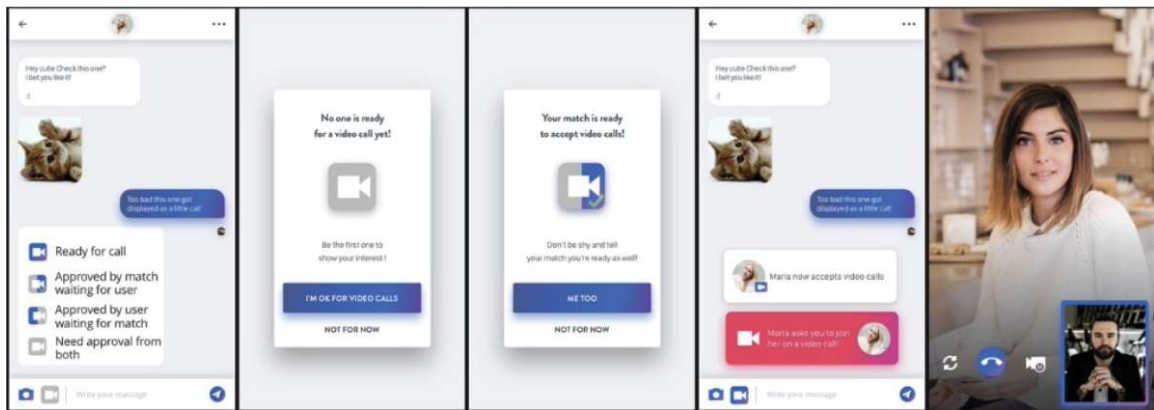 Hey cutie Check this one?
I bet you like it!
:)
Too bad this one got
displayed as a little cat!
Ready for call
Approved by match
waiting for user
Approved by user
waiting for match
Need approval from
both
Write your message
No one is ready
for a video call yet!
Be the first one to
show your interest !
I'M OK FOR VIDEO CALLS
NOT FOR NOW
Your match is ready
to accept video calls!
Don't be shy and tell
your match you're ready as well!
ME TOO
NOT FOR NOW
Hey cutie Check this one?
I bet you like it!
:)
Too bad this one got
displayed as a little cat!
Maria now accepts video calls
Maria asks you to join
her on a video call!
Write your message